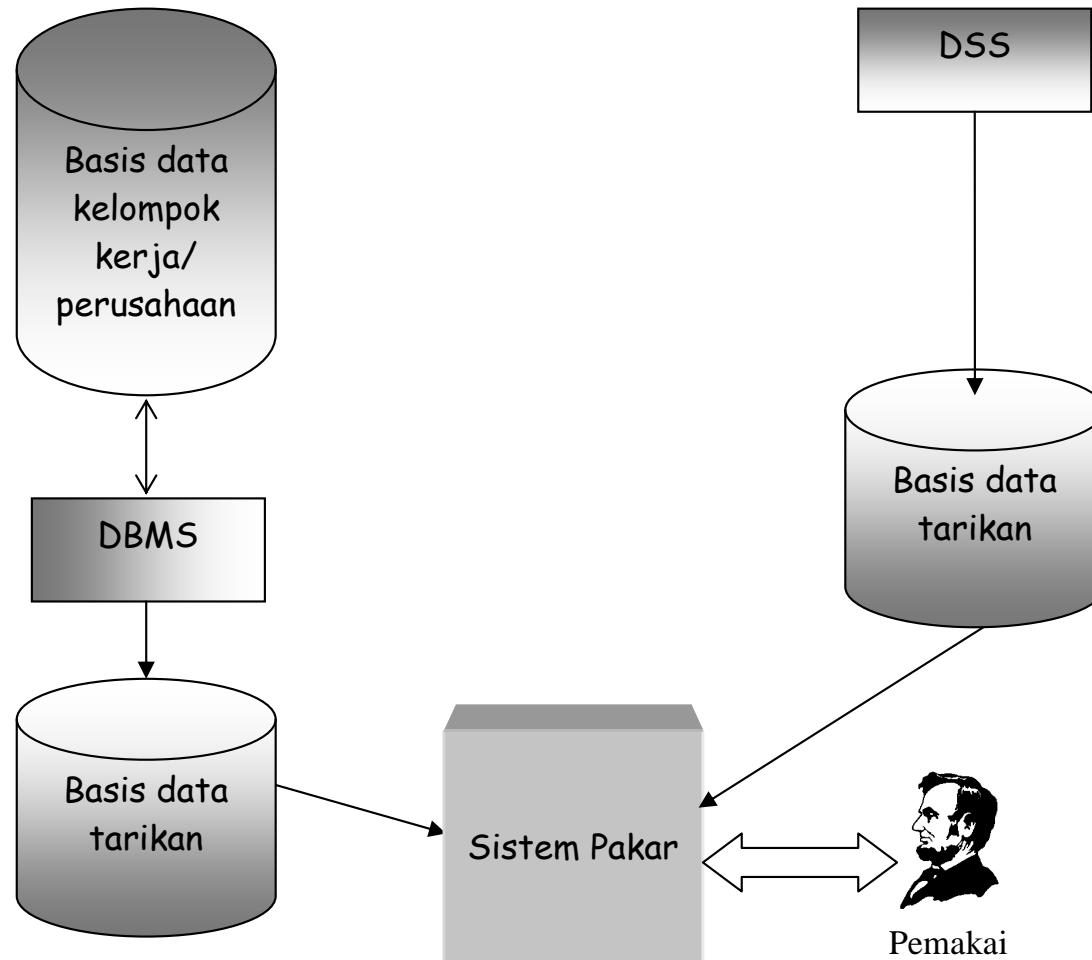 Basis data
kelompok
kerja/
perusahaan
DSS
DBMS
Basis data
tarikan
Basis data
tarikan
Sistem Pakar
Pemakai